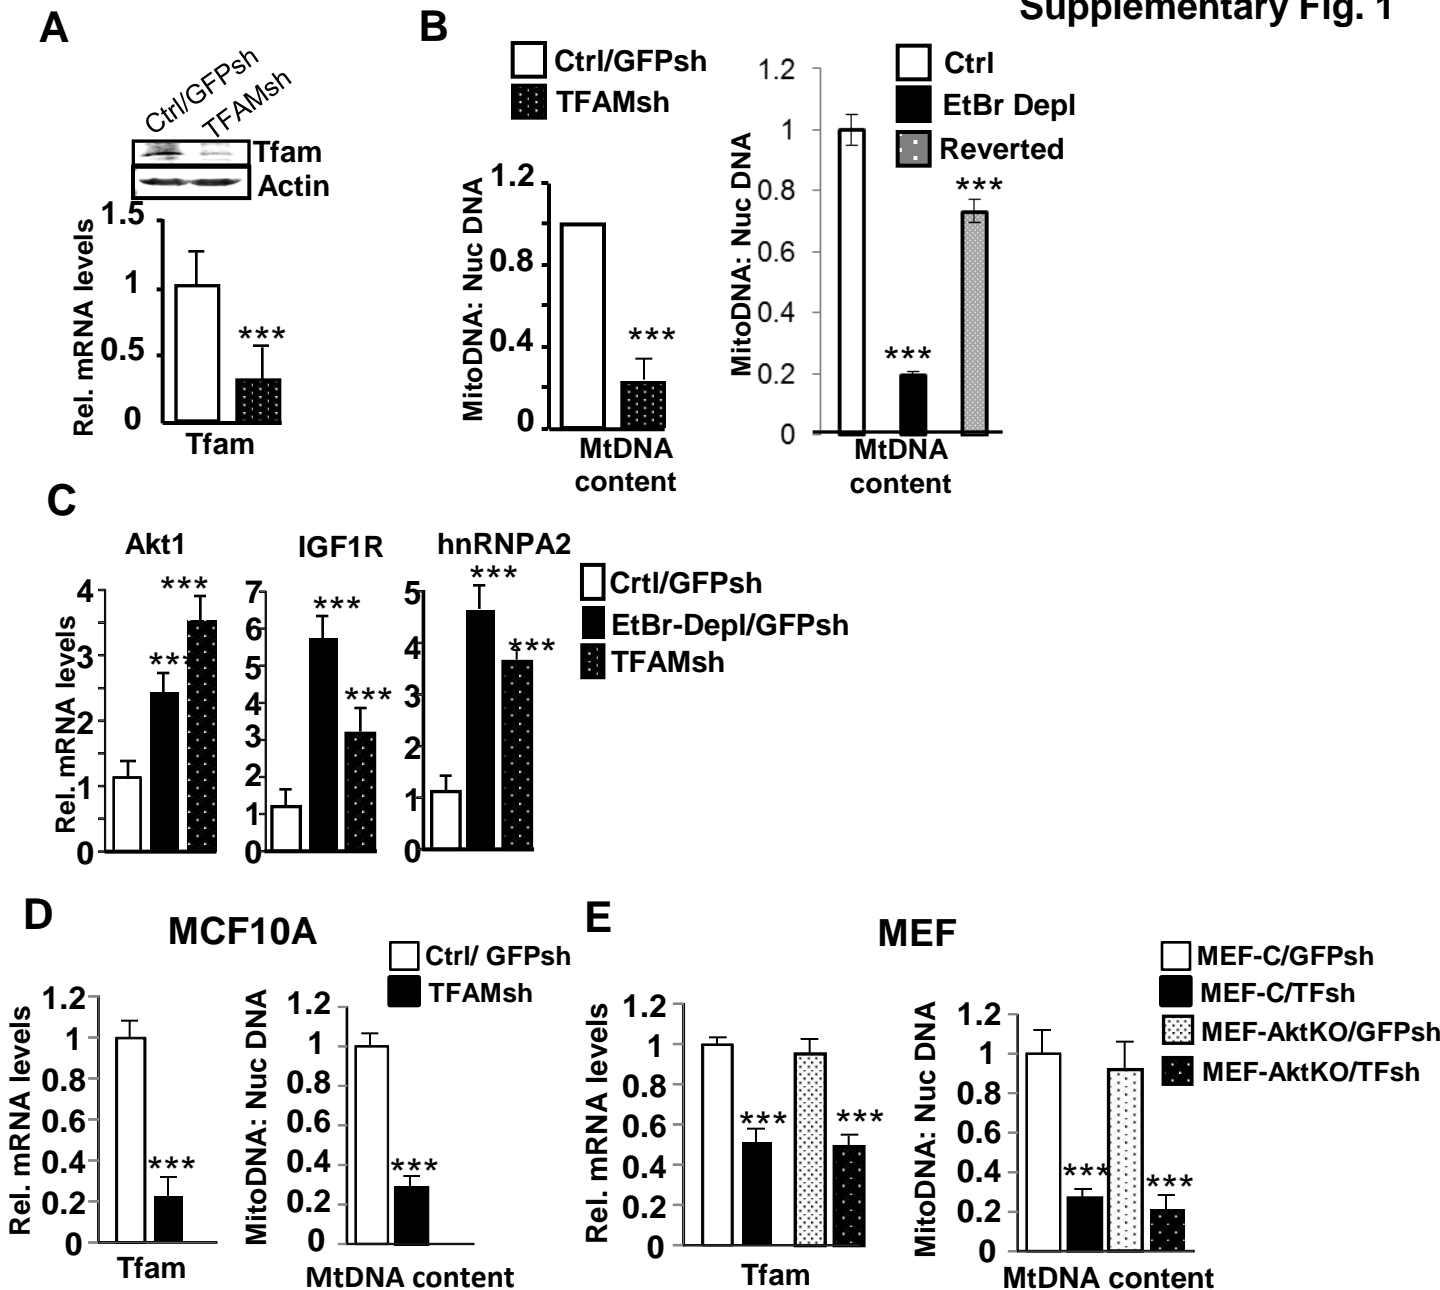 Supplementary Fig. 1
A
Ctrl/GFPsh
TFAMsh
Tfam
Actin
Rel. mRNA levels
1.5
1
0.5
0
***
Tfam
B
Ctrl/GFPsh
TFAMsh
MitoDNA: Nuc DNA
1.2
0.8
0.4
0
***
MtDNA
content
Ctrl
EtBr Depl
Reverted
MitoDNA: Nuc DNA
1.2
1
0.8
0.6
0.4
0.2
0
***
***
MtDNA
content
C
Akt1
Rel. mRNA levels
4
3
2
1
0
***
***
IGF1R
7
6
5
4
3
2
1
0
***
***
hnRNPA2
5
4
3
2
1
0
***
***
Crtl/GFPsh
EtBr-Depl/GFPsh
TFAMsh
D
MCF10A
Ctrl/ GFPsh
TFAMsh
Rel. mRNA levels
1.2
1
0.8
0.6
0.4
0.2
0
***
Tfam
MitoDNA: Nuc DNA
1.2
1
0.8
0.6
0.4
0.2
0
***
MtDNA content
E
MEF
MEF-C/GFPsh
MEF-C/TFsh
MEF-AktKO/GFPsh
MEF-AktKO/TFsh
Rel. mRNA levels
1.2
1
0.8
0.6
0.4
0.2
0
***
***
Tfam
MitoDNA: Nuc DNA
1.2
1
0.8
0.6
0.4
0.2
0
***
***
MtDNA content